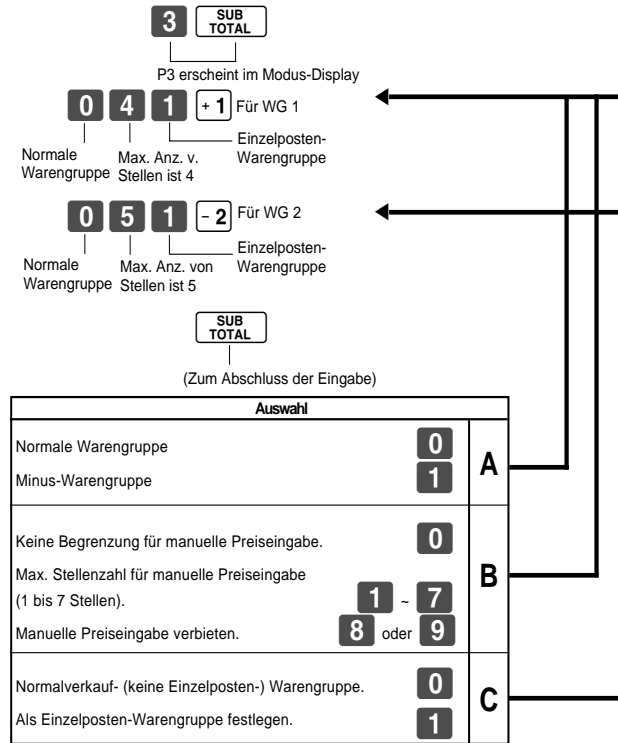 3 SUB TOTAL
P3 erscheint im Modus-Display
0 4 1 + 1 Für WG 1
Einzelposten-
Warengruppe
Normale
Warengruppe
Max. Anz. v.
Stellen ist 4
0 5 1 - 2 Für WG 2
Einzelposten-
Warengruppe
Normale
Warengruppe
Max. Anz. von
Stellen ist 5
SUB
TOTAL
(Zum Abschluss der Eingabe)
Auswahl
Normale Warengruppe 0
Minus-Warengruppe 1
A
Keine Begrenzung für manuelle Preiseingabe. 0
Max. Stellenzahl für manuelle Preiseingabe
(1 bis 7 Stellen). 1 ~ 7
Manuelle Preiseingabe verbieten. 8 oder 9
B
Normalverkauf- (keine Einzelposten-) Warengruppe. 0
Als Einzelposten-Warengruppe festlegen. 1
C